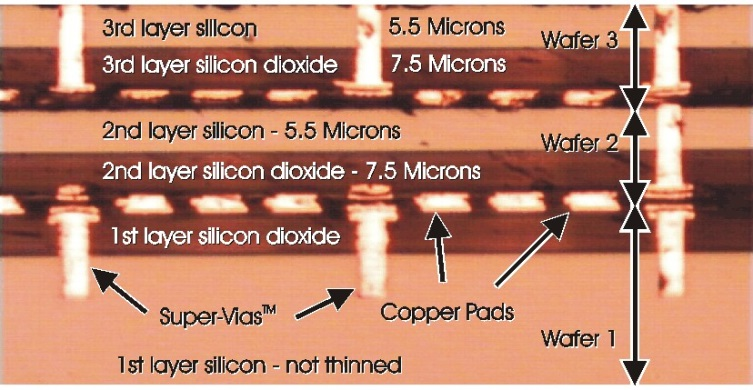 3rd layer silicon 5.5 Microns
Wafer 3
3rd layer silicon dioxide 7.5 Microns
2nd layer silicon - 5.5 Microns
Wafer 2
2nd layer silicon dioxide - 7.5 Microns
1st layer silicon dioxide
Super-Vias™
Copper Pads
Wafer 1
1st layer silicon - not thinned